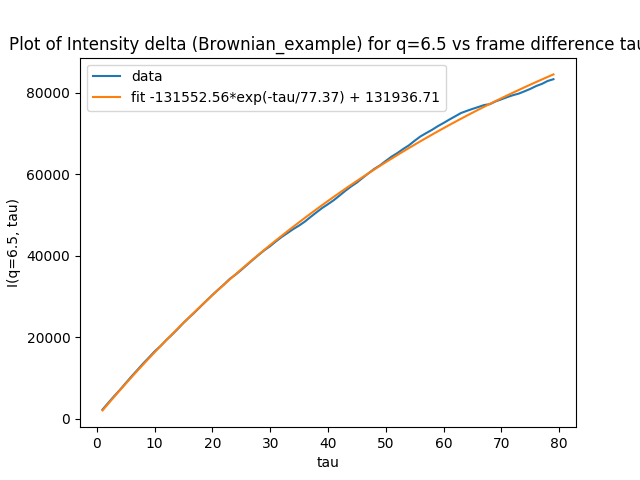 Plot of Intensity delta (Brownian_example) for q=6.5 vs frame difference tau
data
fit -131552.56*exp(-tau/77.37) + 131936.71
I(q=6.5, tau)
80000
60000
40000
20000
0
0 10 20 30 40 50 60 70 80
tau